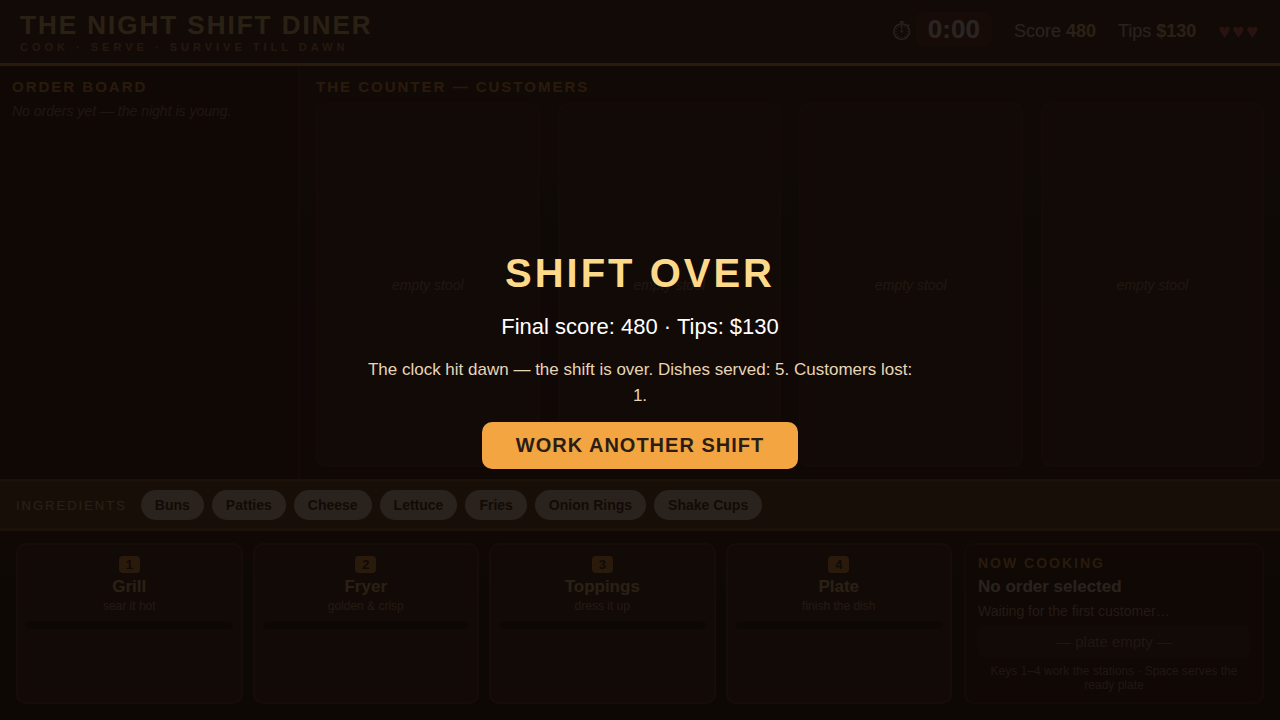 THE NIGHT SHIFT DINER
COOK · SERVE · SURVIVE TILL DAWN
⏱ 0:00 Score 480 Tips $130 ♥♥♥
ORDER BOARD
No orders yet — the night is young.
THE COUNTER — CUSTOMERS
empty stool
empty stool
empty stool
empty stool
SHIFT OVER
Final score: 480 · Tips: $130
The clock hit dawn — the shift is over. Dishes served: 5. Customers lost:
1.
WORK ANOTHER SHIFT
INGREDIENTS Buns Patties Cheese Lettuce Fries Onion Rings Shake Cups
1
Grill
sear it hot
2
Fryer
golden & crisp
3
Toppings
dress it up
4
Plate
finish the dish
NOW COOKING
No order selected
Waiting for the first customer…
— plate empty —
Keys 1–4 work the stations · Space serves the
ready plate